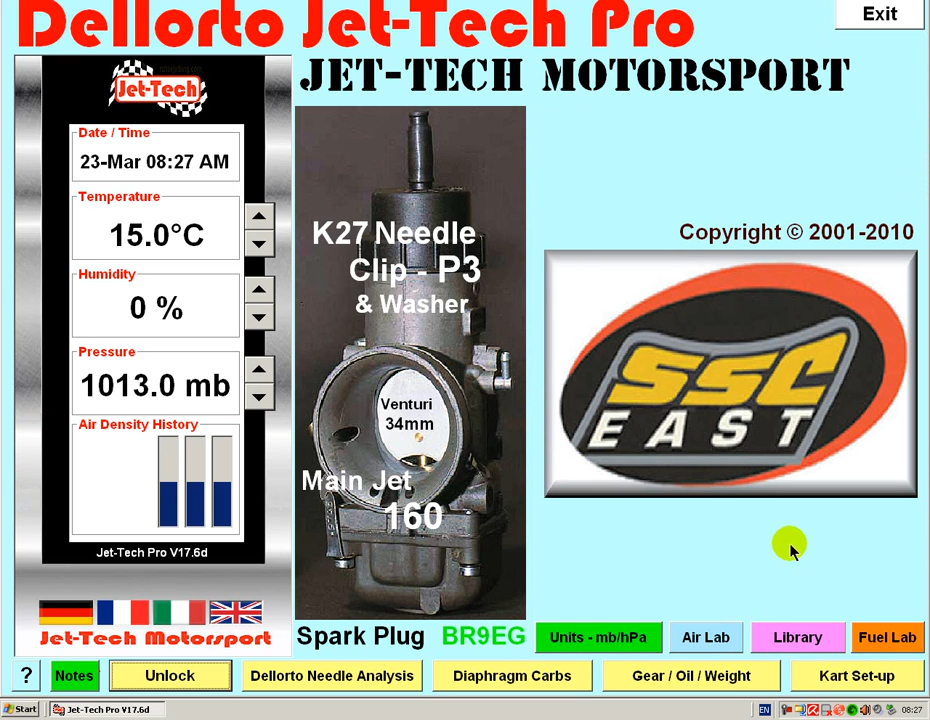 Dellorto Jet-Tech Pro
Exit
JET-TECH MOTORSPORT
Jet-Tech
Date / Time
23-Mar 08:27 AM
Temperature
15.0°C
Humidity
0 %
Pressure
1013.0 mb
Air Density History
Jet-Tech Pro V17.6d
Jet-Tech Motorsport
K27 Needle
Clip - P3
& Washer
Venturi
34mm
Main Jet
160
Spark Plug BR9EG
Copyright © 2001-2010
SSC
EAST
Units - mb/hPa
Air Lab
Library
Fuel Lab
?
Notes
Unlock
Dellorto Needle Analysis
Diaphragm Carbs
Gear / Oil / Weight
Kart Set-up
Start
Jet-Tech Pro V17.6d
EN
08:27